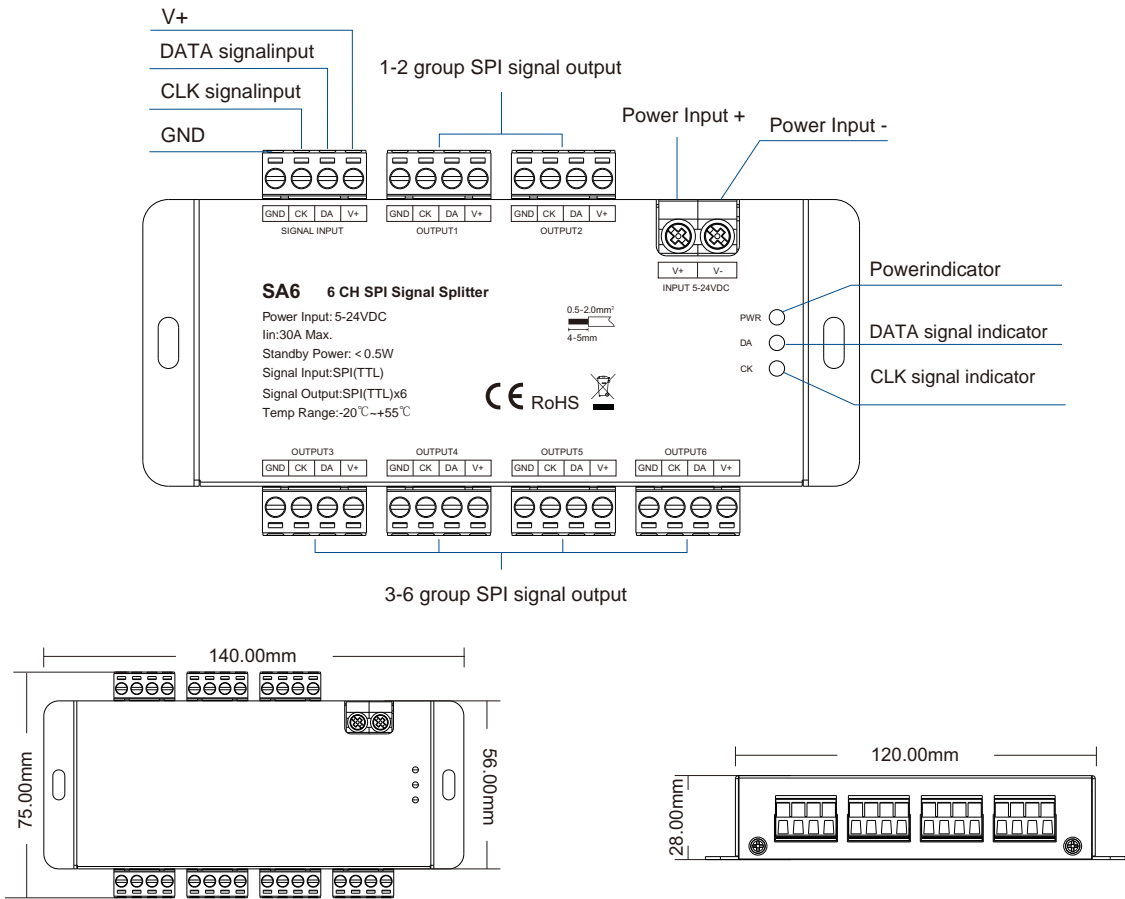 V+
DATA signalinput
CLK signalinput
GND
1-2 group SPI signal output
Power Input +
Power Input -
GND CK DA V+
SIGNAL INPUT
GND CK DA V+
OUTPUT1
GND CK DA V+
OUTPUT2
V+ V-
INPUT 5-24VDC
SA6 6 CH SPI Signal Splitter
Power Input: 5-24VDC
Iin:30A Max.
Standby Power: < 0.5W
Signal Input:SPI(TTL)
Signal Output:SPI(TTL)x6
Temp Range:-20℃~+55℃
0.5-2.0mm²
4-5mm
CE RoHS
PWR
DA
CK
Powerindicator
DATA signal indicator
CLK signal indicator
OUTPUT3
GND CK DA V+
OUTPUT4
GND CK DA V+
OUTPUT5
GND CK DA V+
OUTPUT6
GND CK DA V+
3-6 group SPI signal output
140.00mm
75.00mm
56.00mm
120.00mm
28.00mm